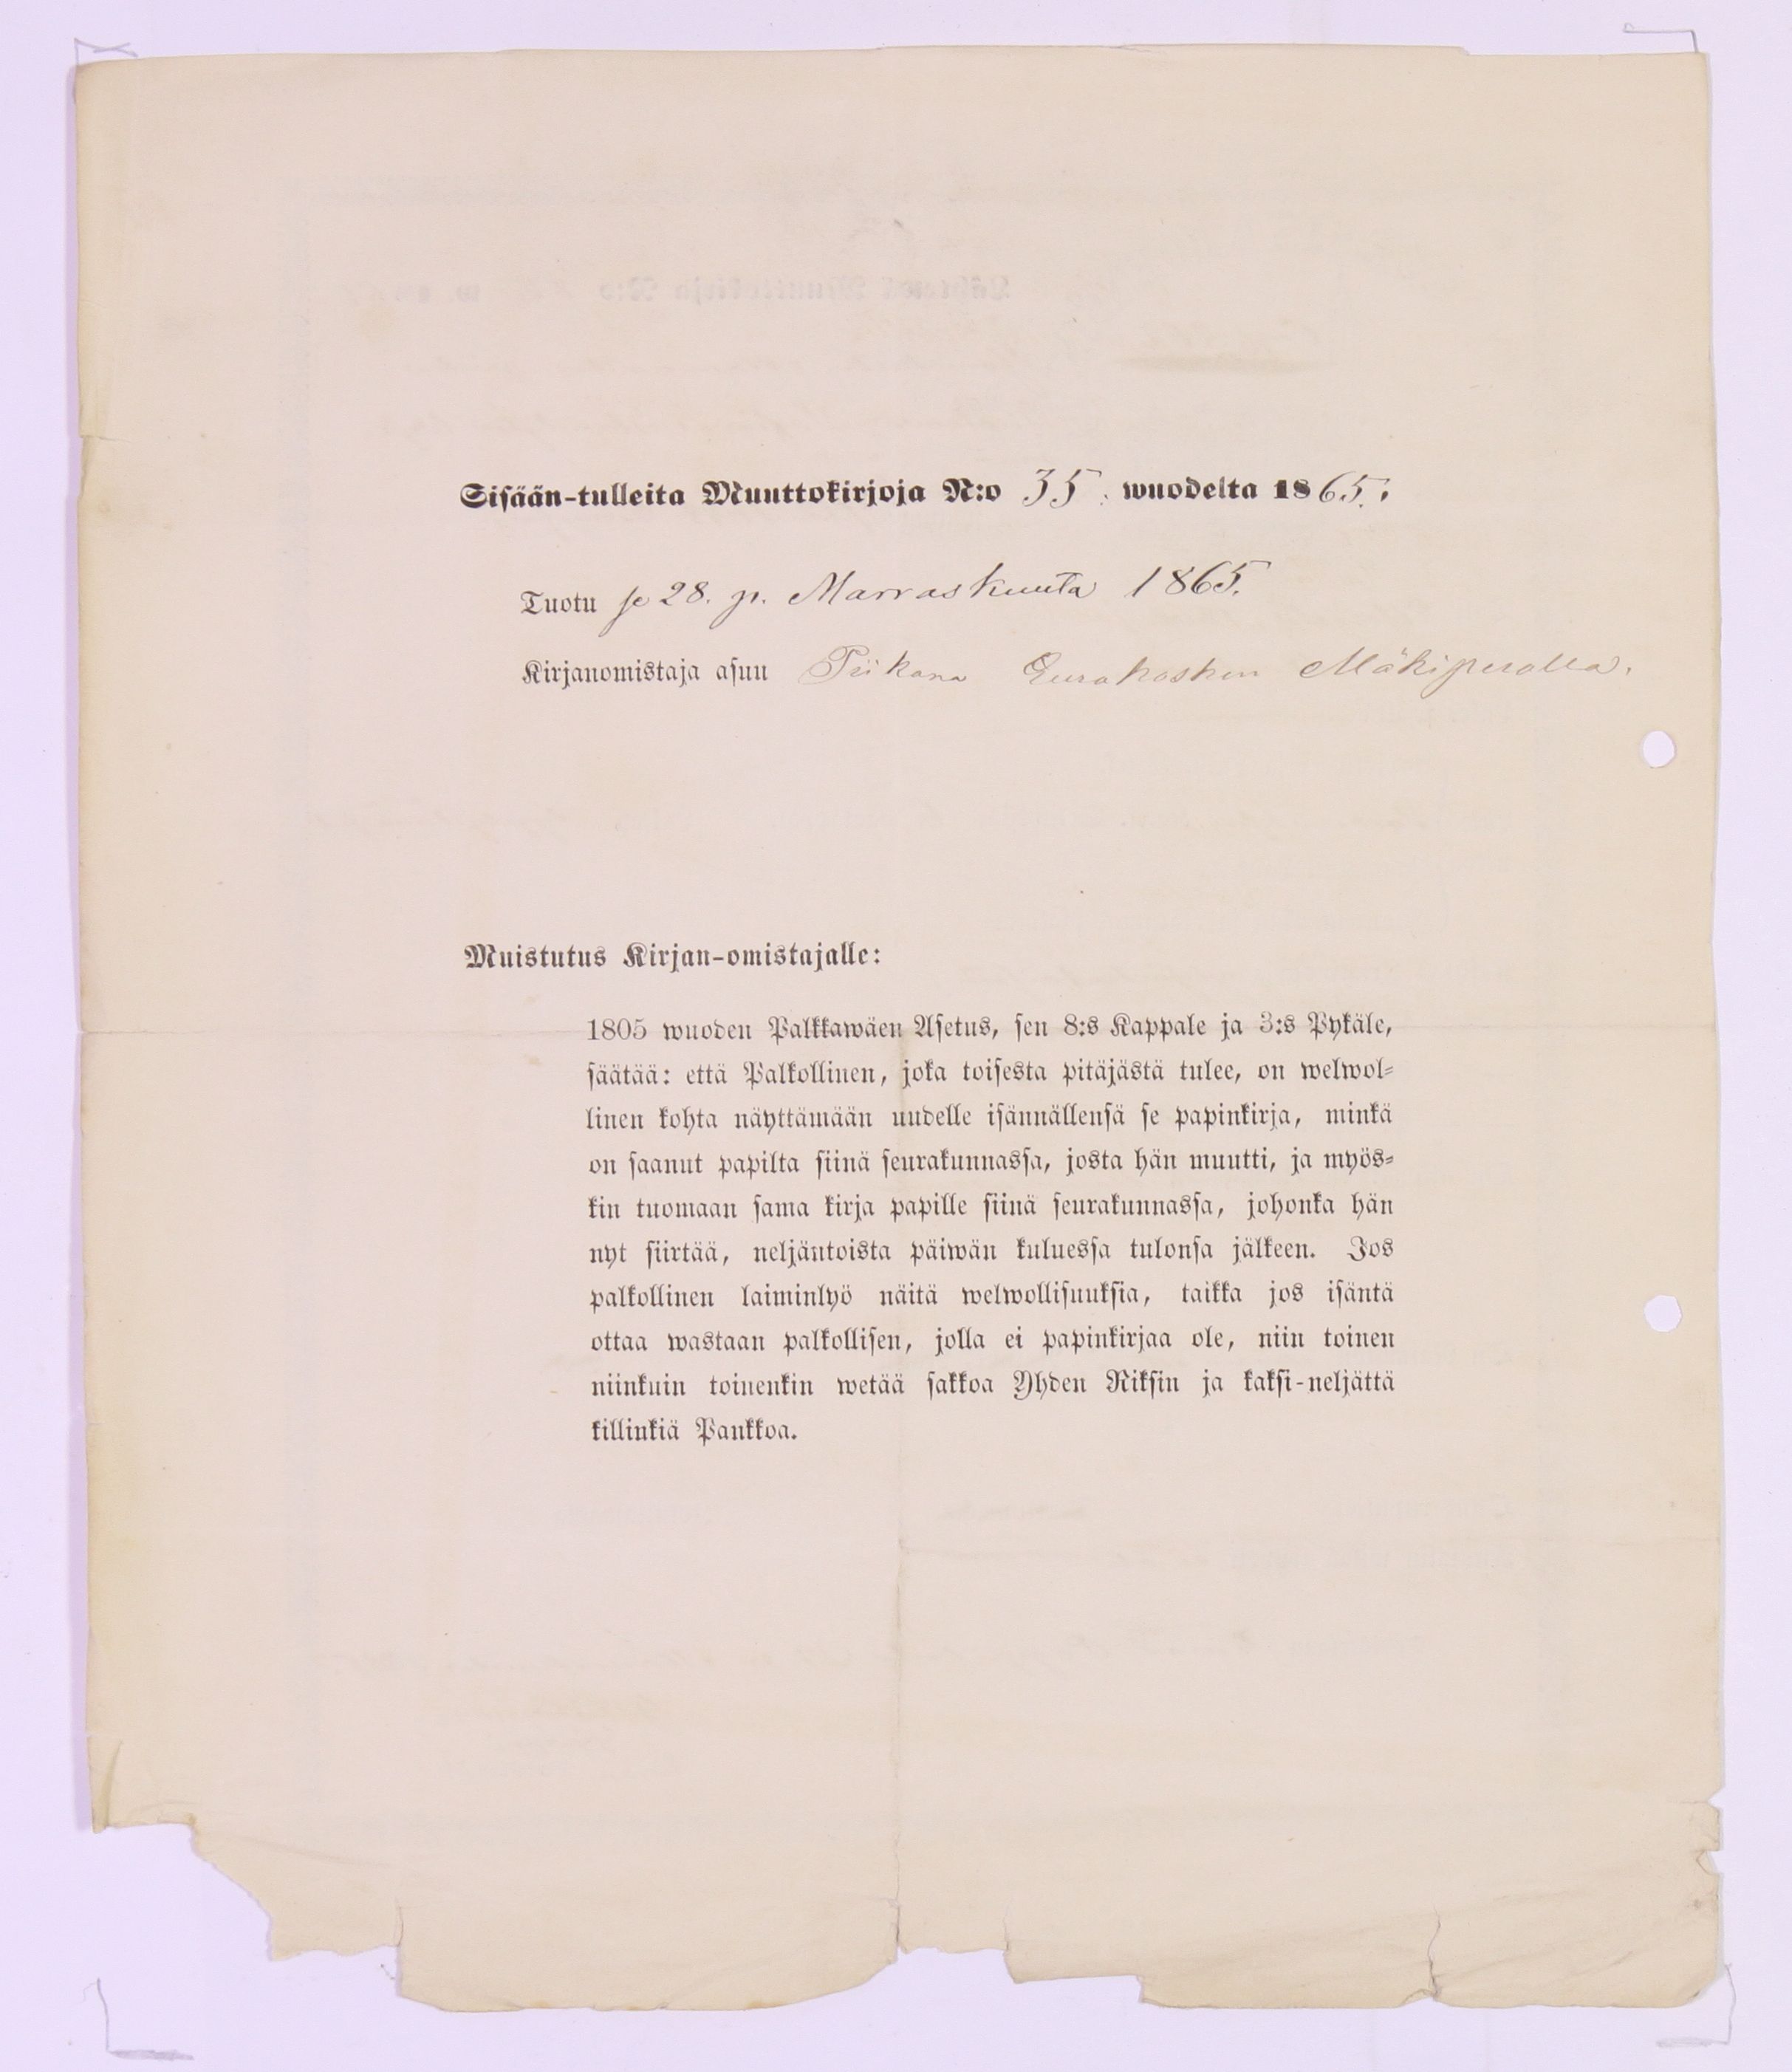 Sisään-tulleita Muuttokirjoja N:o 35. wuodelta 1865.
Tuotu se 28. p. Marraskuuta 1865.
Kirjanomistaja asuu Piikana Eurakosken Mäkiperällä.
Muistutus Kirjan-omistajalle:
1805 wuoden Palkkawäen Asetus, sen 8:s Kappale ja 3:s Pykäle,
säätää: että Palkollinen, joka toisesta pitäjästä tulee, on welwol-
linen kohta näyttämään uudelle isännällensä se papinkirja, minkä
on saanut papilta siinä seurakunnassa, josta hän muutti, ja myös-
kin tuomaan sama kirja papille siinä seurakunnassa, johonka hän
nyt siirtää, neljäntoista päiwän kuluessa tulonsa jälkeen. Jos
palkollinen laiminlyö näitä welwollisuuksia, taikka jos isäntä
ottaa wastaan palkollisen, jolla ei papinkirjaa ole, niin toinen
niinkuin toinenkin wetää sakkoa Yhden Riksin ja kaksi-neljättä
killinkiä Pankkoa.